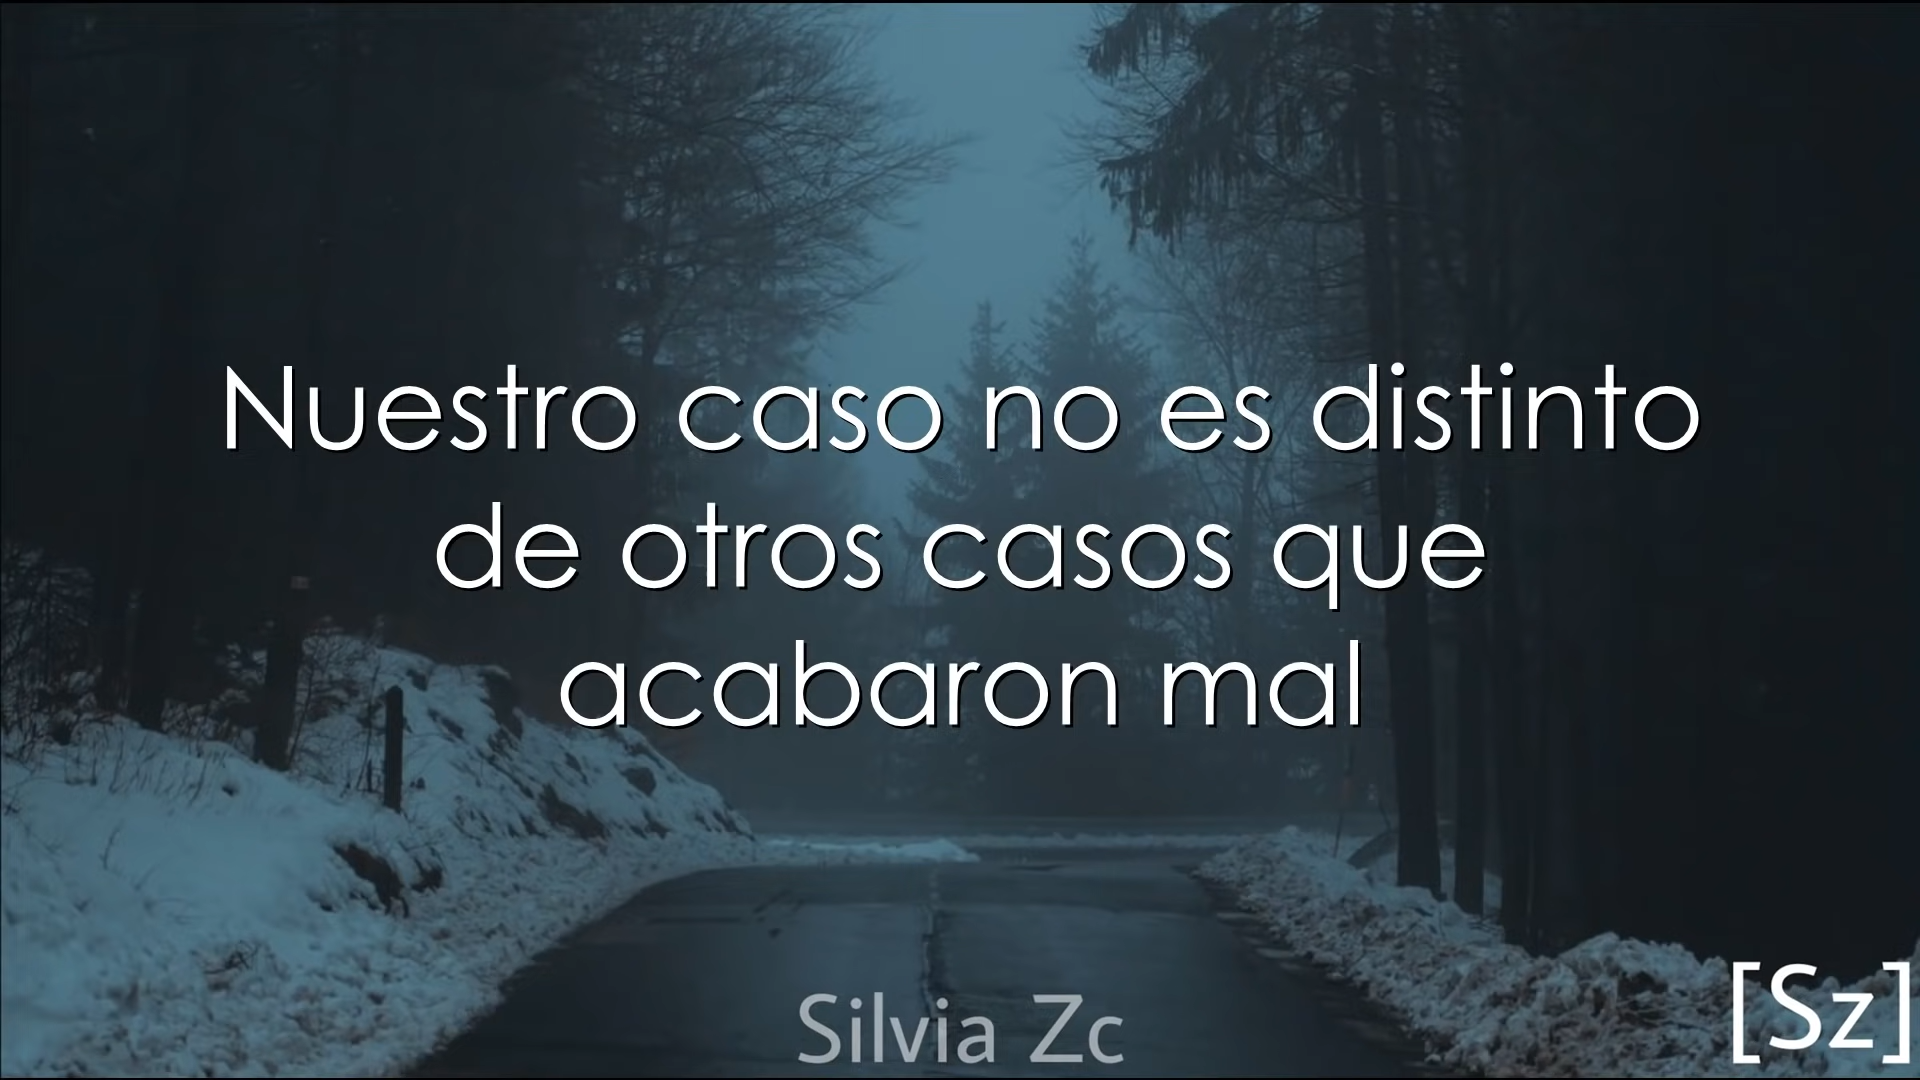 Nuestro caso no es distinto
de otros casos que
acabaron mal
Silvia Zc
[Sz]